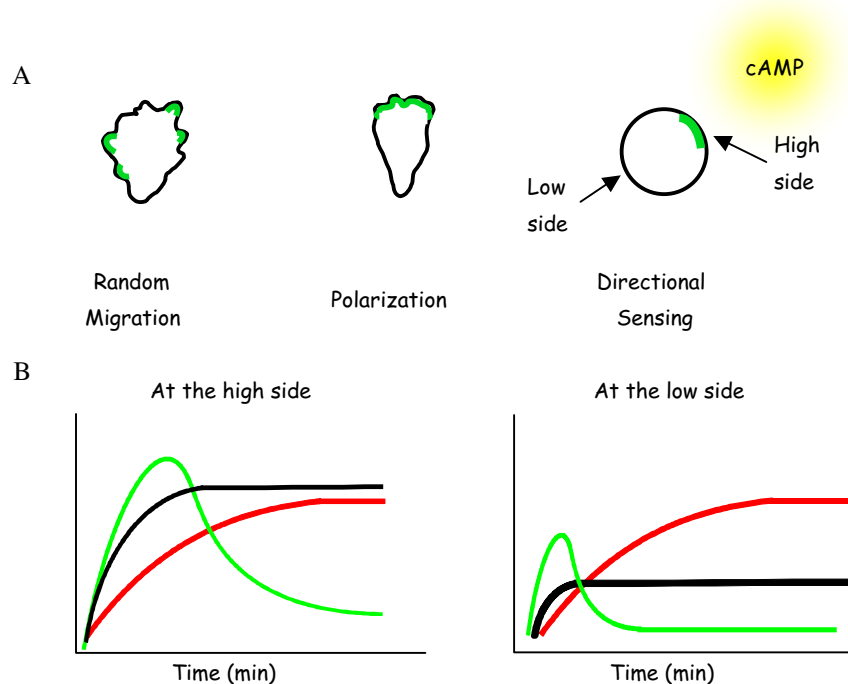 A
cAMP
High
side
Low
side
Random
Migration
Polarization
Directional
Sensing
B
At the high side
At the low side
Time (min)
Time (min)